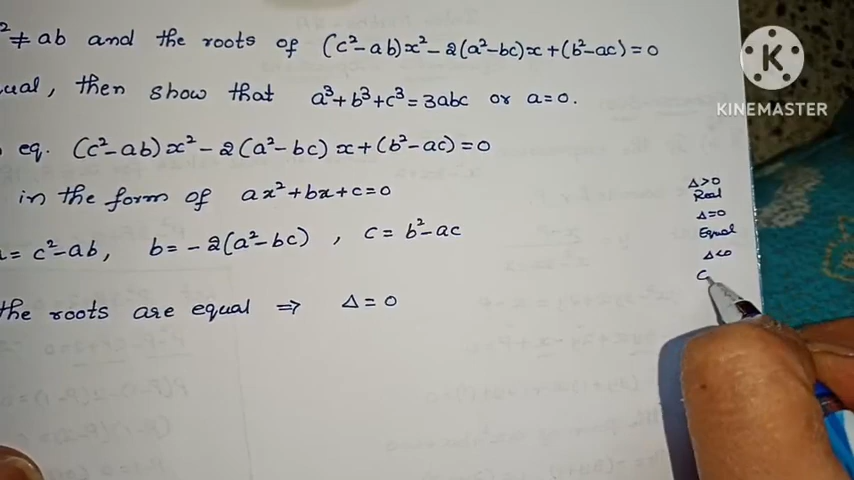 ² ≠ ab and the roots of (c²-ab)x² - 2(a²-bc)x + (b²-ac) = 0
ual, then show that a³+b³+c³ = 3abc or a=0.
eq. (c²-ab)x² - 2(a²-bc)x + (b²-ac) = 0
in the form of ax²+bx+c=0
a = c²-ab, b = -2(a²-bc), c = b²-ac
the roots are equal ⇒ Δ = 0
Δ>0
Real
Δ=0
Equal
Δ<0
C
KINEMASTER